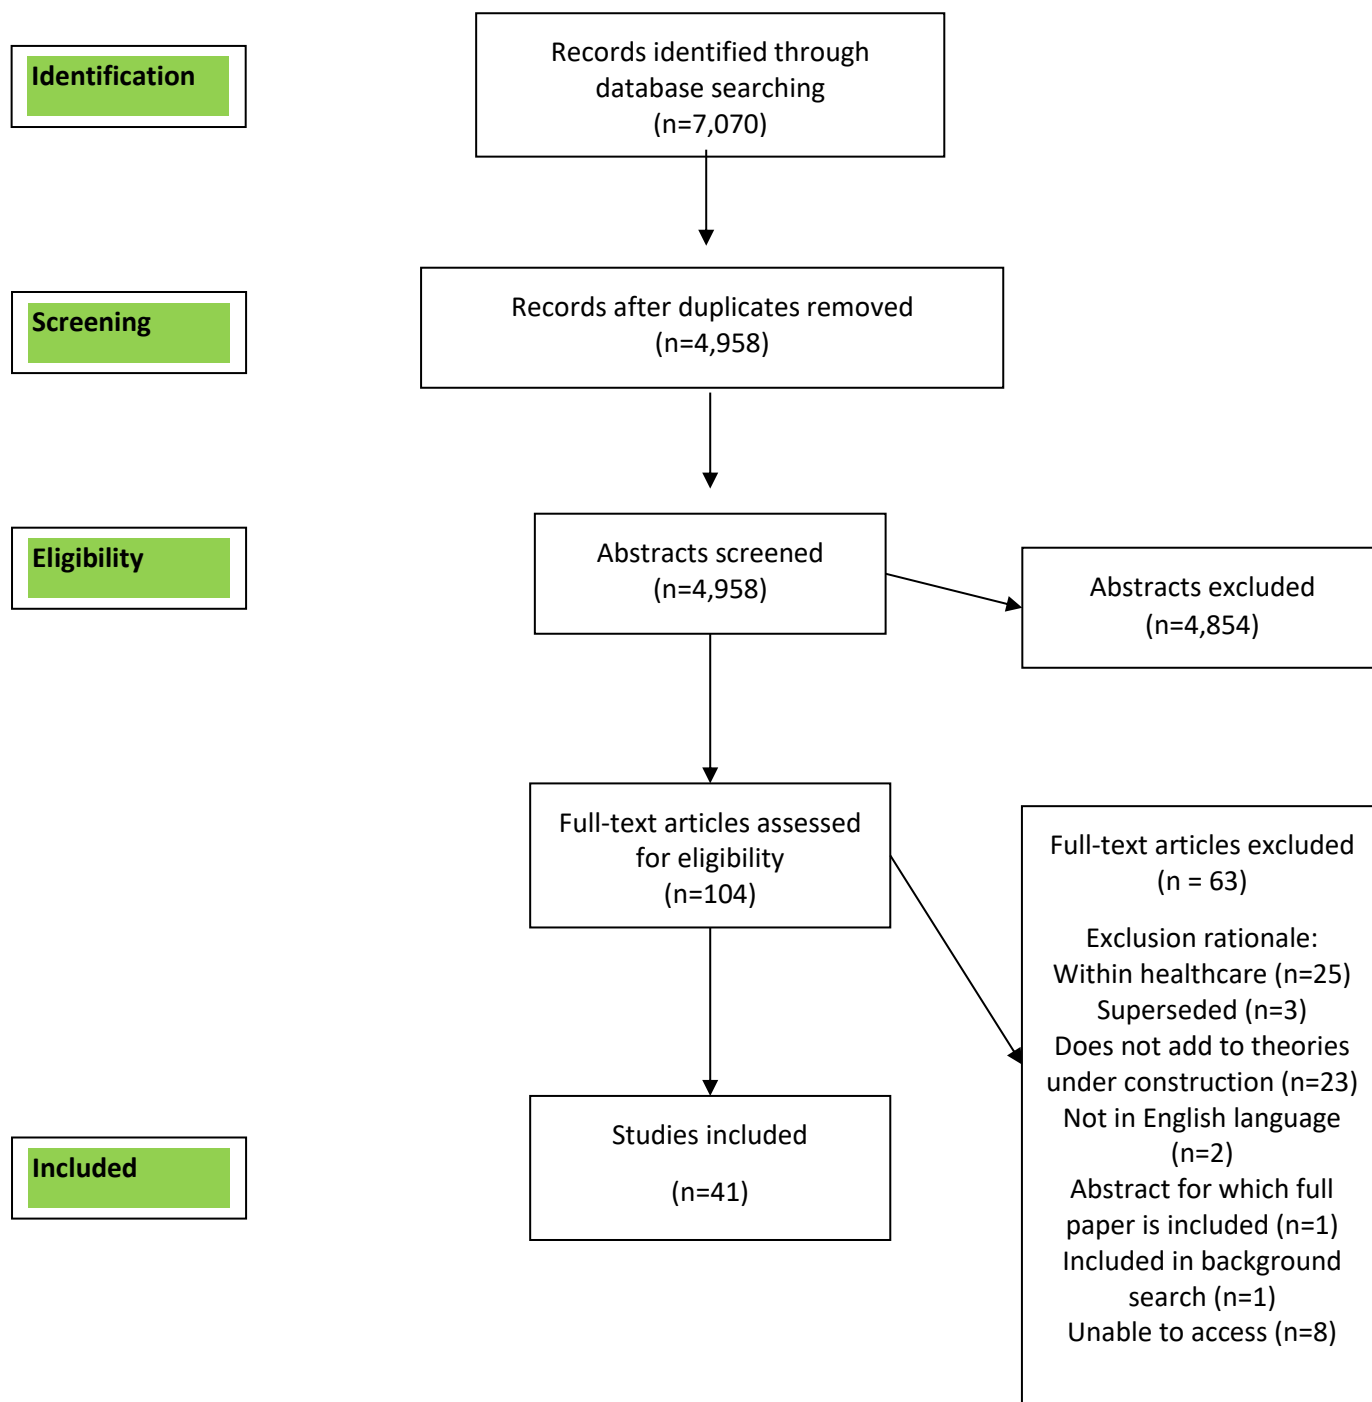 Identification
Records identified through
database searching
(n=7,070)
Screening
Records after duplicates removed
(n=4,958)
Eligibility
Abstracts screened
(n=4,958)
Abstracts excluded
(n=4,854)
Full-text articles assessed
for eligibility
(n=104)
Full-text articles excluded
(n = 63)
Exclusion rationale:
Within healthcare (n=25)
Superseded (n=3)
Does not add to theories
under construction (n=23)
Not in English language
(n=2)
Abstract for which full
paper is included (n=1)
Included in background
search (n=1)
Unable to access (n=8)
Included
Studies included
(n=41)